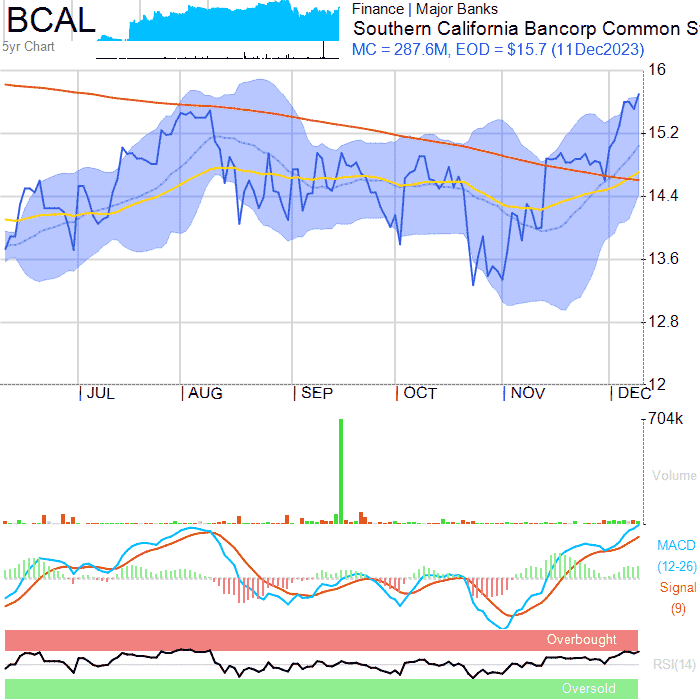 BCAL
5yr Chart
Finance | Major Banks
Southern California Bancorp Common S
MC = 287.6M, EOD = $15.7 (11Dec2023)
16
15.2
14.4
13.6
12.8
12
JUL AUG SEP OCT NOV DEC
704k
Volume
MACD
(12-26)
Signal
(9)
Overbought
RSI(14)
Oversold